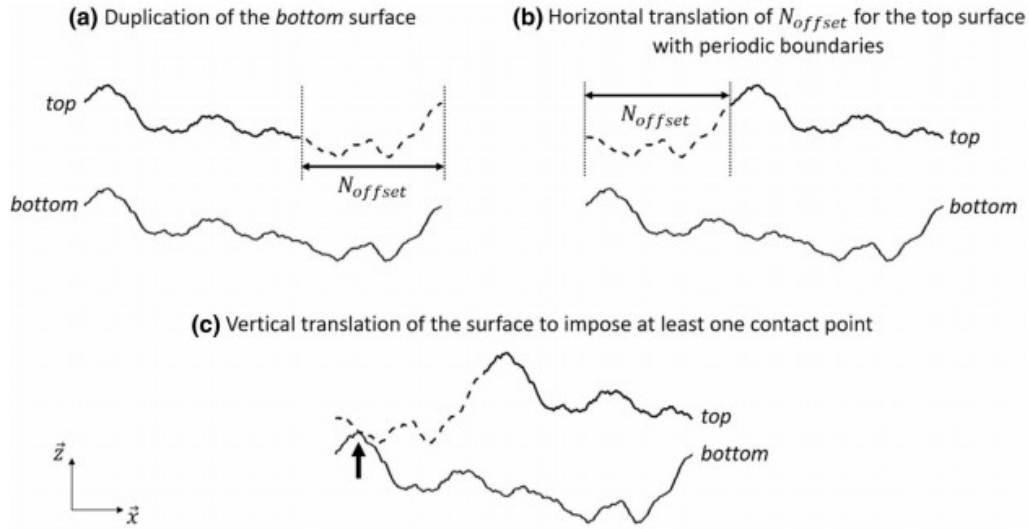 (a) Duplication of the bottom surface
(b) Horizontal translation of N_offset for the top surface
with periodic boundaries
top
N_offset
bottom
N_offset
top
bottom
(c) Vertical translation of the surface to impose at least one contact point
top
bottom
z⃗
x⃗